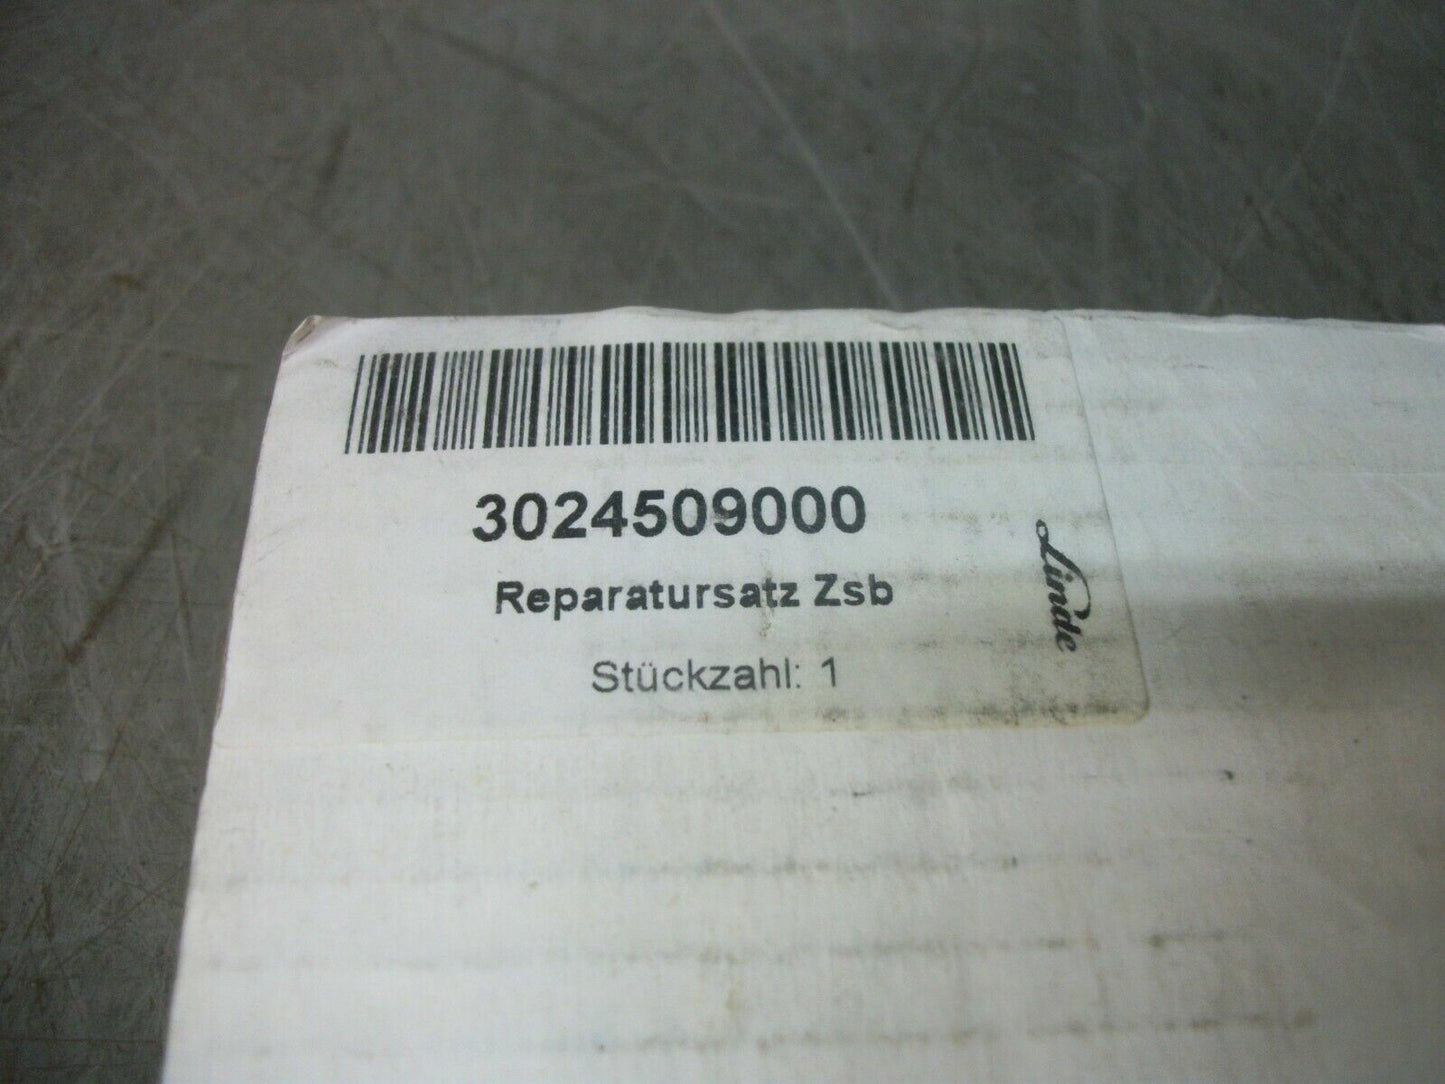 3024509000
Reparatursatz Zsb
Stückzahl: 1
Linde